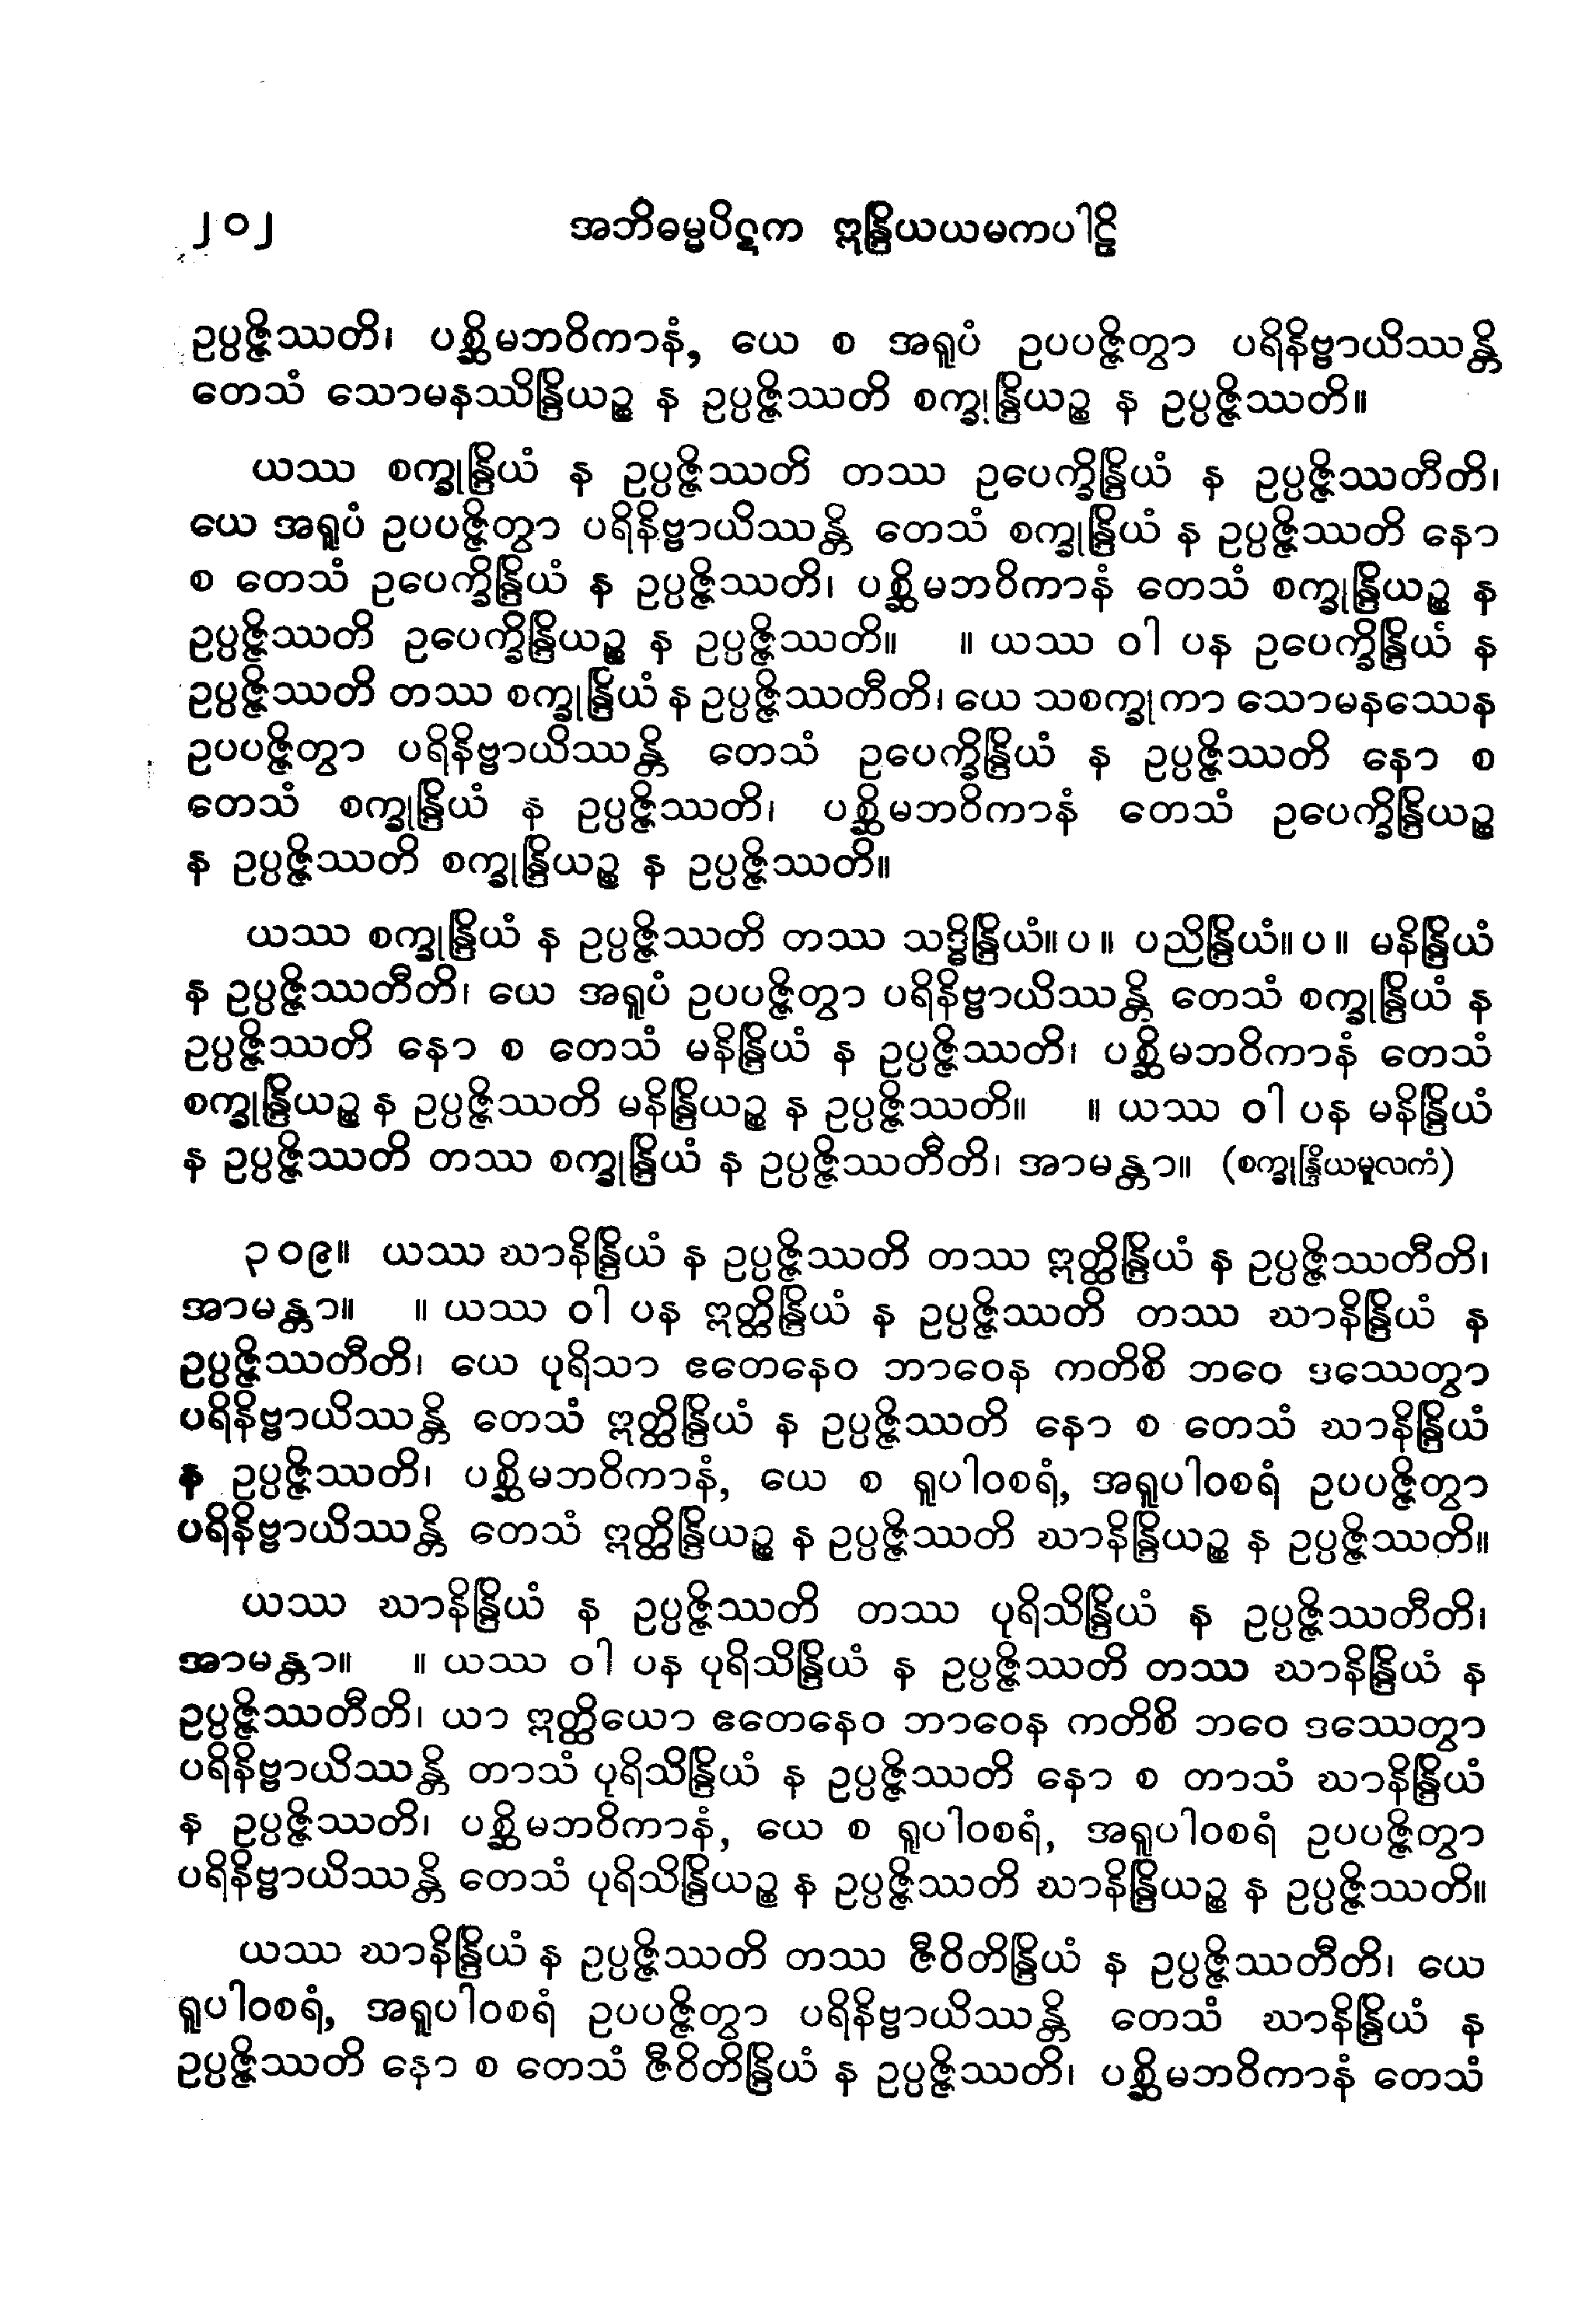 ၂၀၂ အဘိဓမ္မပိဋက ဣန္ဒြိယယမကပါဠိ
ဥပ္ပဇ္ဇိဿတိ၊ ပစ္ဆိမဘဝိကာနံ, ယေ စ အရူပံ ဥပပဇ္ဇိတွာ ပရိနိဗ္ဗာယိဿန္တိ
တေသံ သောမနဿိန္ဒြိယဉ္စ န ဥပ္ပဇ္ဇိဿတိ စက္ခုန္ဒြိယဉ္စ န ဥပ္ပဇ္ဇိဿတိ။
ယဿ စက္ခုန္ဒြိယံ န ဥပ္ပဇ္ဇိဿတိ တဿ ဥပေက္ခိန္ဒြိယံ န ဥပ္ပဇ္ဇိဿတီတိ၊
ယေ အရူပံ ဥပပဇ္ဇိတွာ ပရိနိဗ္ဗာယိဿန္တိ တေသံ စက္ခုန္ဒြိယံ န ဥပ္ပဇ္ဇိဿတိ နော
စ တေသံ ဥပေက္ခိန္ဒြိယံ န ဥပ္ပဇ္ဇိဿတိ၊ ပစ္ဆိမဘဝိကာနံ တေသံ စက္ခုန္ဒြိယဉ္စ န
ဥပ္ပဇ္ဇိဿတိ ဥပေက္ခိန္ဒြိယဉ္စ န ဥပ္ပဇ္ဇိဿတိ။ ။ ယဿ ဝါ ပန ဥပေက္ခိန္ဒြိယံ န
ဥပ္ပဇ္ဇိဿတိ တဿ စက္ခုန္ဒြိယံ န ဥပ္ပဇ္ဇိဿတီတိ၊ ယေ သစက္ခုကာ သောမနဿေန
ဥပပဇ္ဇိတွာ ပရိနိဗ္ဗာယိဿန္တိ တေသံ ဥပေက္ခိန္ဒြိယံ န ဥပ္ပဇ္ဇိဿတိ နော စ
တေသံ စက္ခုန္ဒြိယံ န ဥပ္ပဇ္ဇိဿတိ၊ ပစ္ဆိမဘဝိကာနံ တေသံ ဥပေက္ခိန္ဒြိယဉ္စ
န ဥပ္ပဇ္ဇိဿတိ စက္ခုန္ဒြိယဉ္စ န ဥပ္ပဇ္ဇိဿတိ။
ယဿ စက္ခုန္ဒြိယံ န ဥပ္ပဇ္ဇိဿတိ တဿ သဒ္ဓိန္ဒြိယံ။ပ။ ပညိန္ဒြိယံ။ပ။ မနိန္ဒြိယံ
န ဥပ္ပဇ္ဇိဿတီတိ၊ ယေ အရူပံ ဥပပဇ္ဇိတွာ ပရိနိဗ္ဗာယိဿန္တိ တေသံ စက္ခုန္ဒြိယံ န
ဥပ္ပဇ္ဇိဿတိ နော စ တေသံ မနိန္ဒြိယံ န ဥပ္ပဇ္ဇိဿတိ၊ ပစ္ဆိမဘဝိကာနံ တေသံ
စက္ခုန္ဒြိယဉ္စ န ဥပ္ပဇ္ဇိဿတိ မနိန္ဒြိယဉ္စ န ဥပ္ပဇ္ဇိဿတိ။ ။ ယဿ ဝါ ပန မနိန္ဒြိယံ
န ဥပ္ပဇ္ဇိဿတိ တဿ စက္ခုန္ဒြိယံ န ဥပ္ပဇ္ဇိဿတီတိ၊ အာမန္တာ။ (စက္ခုန္ဒြိယမူလကံ)
၃၀၉။ ယဿ ဃာနိန္ဒြိယံ န ဥပ္ပဇ္ဇိဿတိ တဿ ဣတ္ထိန္ဒြိယံ န ဥပ္ပဇ္ဇိဿတီတိ၊
အာမန္တာ။ ။ ယဿ ဝါ ပန ဣတ္ထိန္ဒြိယံ န ဥပ္ပဇ္ဇိဿတိ တဿ ဃာနိန္ဒြိယံ န
ဥပ္ပဇ္ဇိဿတီတိ၊ ယေ ပုရိသာ ဧတေနေဝ ဘာဝေန ကတိစိ ဘဝေ ဒဿေတွာ
ပရိနိဗ္ဗာယိဿန္တိ တေသံ ဣတ္ထိန္ဒြိယံ န ဥပ္ပဇ္ဇိဿတိ နော စ တေသံ ဃာနိန္ဒြိယံ
န ဥပ္ပဇ္ဇိဿတိ၊ ပစ္ဆိမဘဝိကာနံ, ယေ စ ရူပါဝစရံ, အရူပါဝစရံ ဥပပဇ္ဇိတွာ
ပရိနိဗ္ဗာယိဿန္တိ တေသံ ဣတ္ထိန္ဒြိယဉ္စ န ဥပ္ပဇ္ဇိဿတိ ဃာနိန္ဒြိယဉ္စ န ဥပ္ပဇ္ဇိဿတိ။
ယဿ ဃာနိန္ဒြိယံ န ဥပ္ပဇ္ဇိဿတိ တဿ ပုရိသိန္ဒြိယံ န ဥပ္ပဇ္ဇိဿတီတိ၊
အာမန္တာ။ ။ ယဿ ဝါ ပန ပုရိသိန္ဒြိယံ န ဥပ္ပဇ္ဇိဿတိ တဿ ဃာနိန္ဒြိယံ န
ဥပ္ပဇ္ဇိဿတီတိ၊ ယာ ဣတ္ထိယော ဧတေနေဝ ဘာဝေန ကတိစိ ဘဝေ ဒဿေတွာ
ပရိနိဗ္ဗာယိဿန္တိ တာသံ ပုရိသိန္ဒြိယံ န ဥပ္ပဇ္ဇိဿတိ နော စ တာသံ ဃာနိန္ဒြိယံ
န ဥပ္ပဇ္ဇိဿတိ၊ ပစ္ဆိမဘဝိကာနံ, ယေ စ ရူပါဝစရံ, အရူပါဝစရံ ဥပပဇ္ဇိတွာ
ပရိနိဗ္ဗာယိဿန္တိ တေသံ ပုရိသိန္ဒြိယဉ္စ န ဥပ္ပဇ္ဇိဿတိ ဃာနိန္ဒြိယဉ္စ န ဥပ္ပဇ္ဇိဿတိ။
ယဿ ဃာနိန္ဒြိယံ န ဥပ္ပဇ္ဇိဿတိ တဿ ဇီဝိတိန္ဒြိယံ န ဥပ္ပဇ္ဇိဿတီတိ၊ ယေ
ရူပါဝစရံ, အရူပါဝစရံ ဥပပဇ္ဇိတွာ ပရိနိဗ္ဗာယိဿန္တိ တေသံ ဃာနိန္ဒြိယံ န
ဥပ္ပဇ္ဇိဿတိ နော စ တေသံ ဇီဝိတိန္ဒြိယံ န ဥပ္ပဇ္ဇိဿတိ၊ ပစ္ဆိမဘဝိကာနံ တေသံ